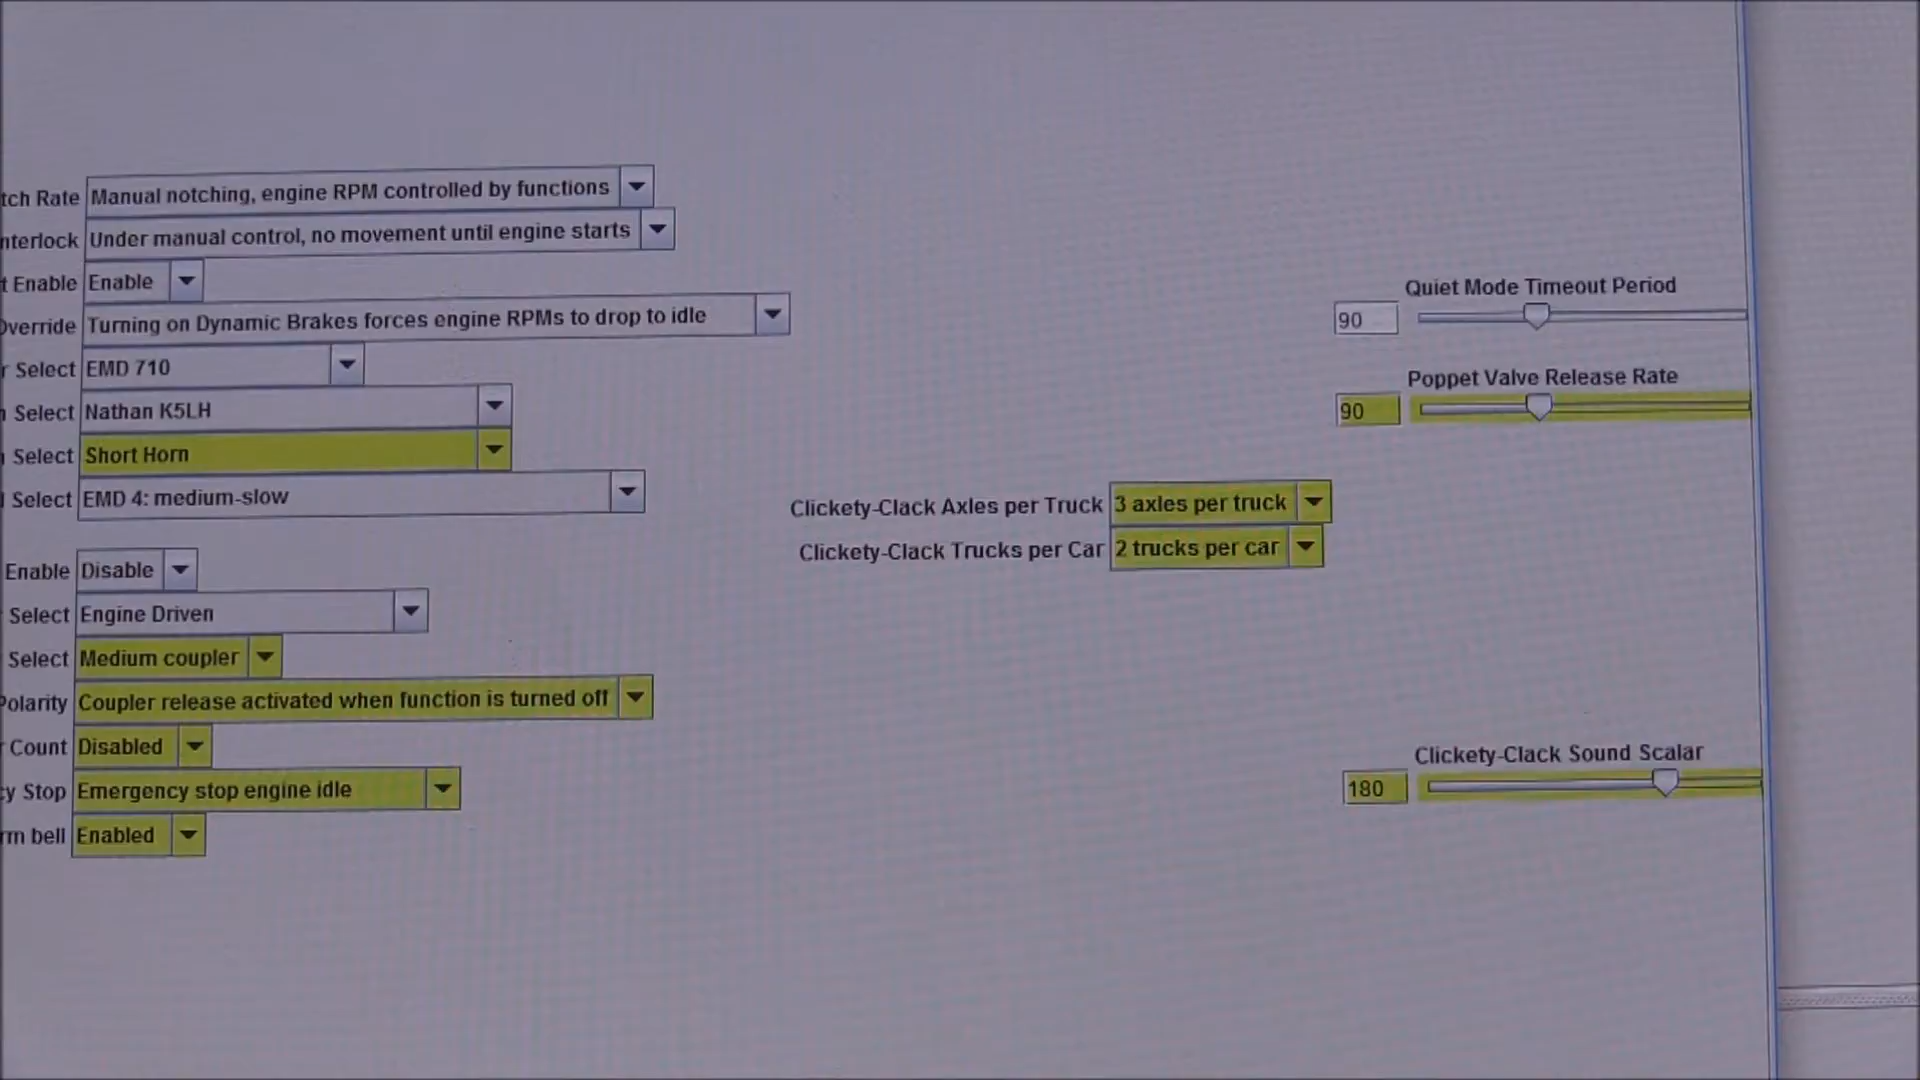 tch Rate Manual notching, engine RPM controlled by functions
nterlock Under manual control, no movement until engine starts
t Enable Enable
Override Turning on Dynamic Brakes forces engine RPMs to drop to idle
r Select EMD 710
n Select Nathan K5LH
n Select Short Horn
l Select EMD 4: medium-slow
Enable Disable
Select Engine Driven
Select Medium coupler
Polarity Coupler release activated when function is turned off
r Count Disabled
cy Stop Emergency stop engine idle
rm bell Enabled
Clickety-Clack Axles per Truck 3 axles per truck
Clickety-Clack Trucks per Car 2 trucks per car
Quiet Mode Timeout Period
90
Poppet Valve Release Rate
90
Clickety-Clack Sound Scalar
180